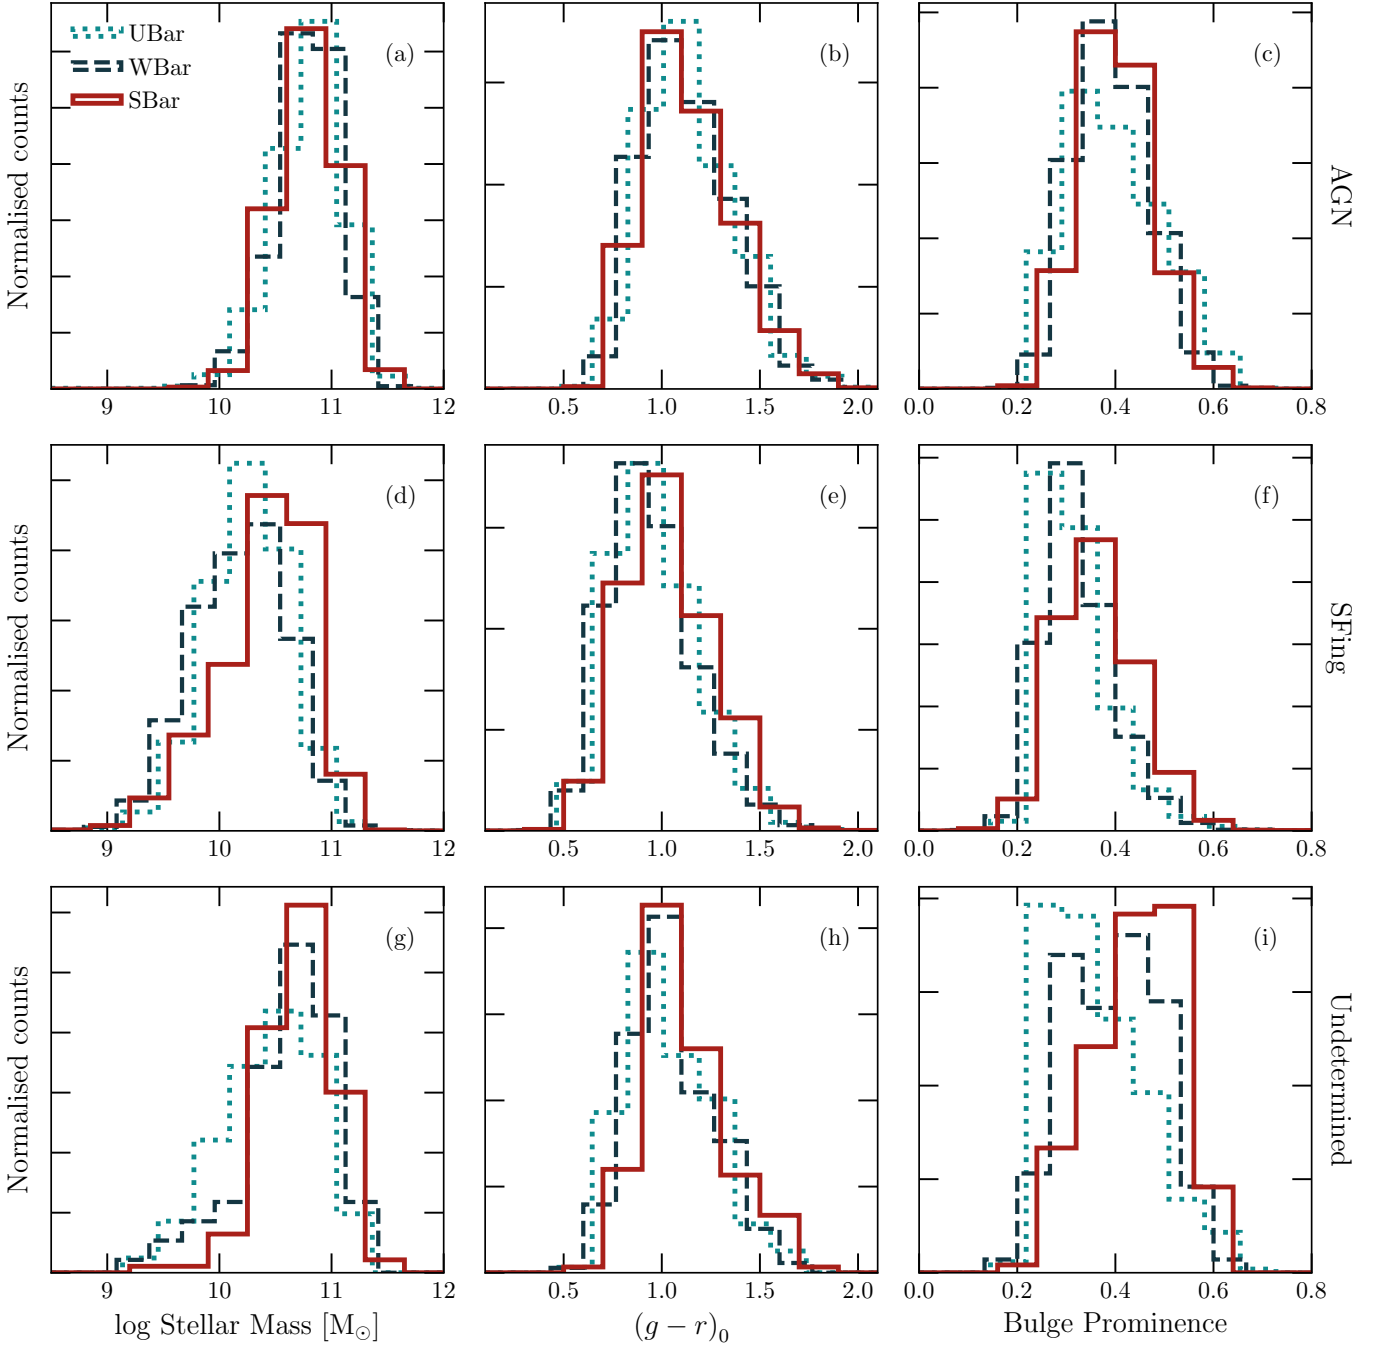 UBar
WBar
SBar
(a)
(b)
(c)
Normalised counts
AGN
9 10 11 12
0.5 1.0 1.5 2.0
0.0 0.2 0.4 0.6 0.8
(d)
(e)
(f)
Normalised counts
SFing
9 10 11 12
0.5 1.0 1.5 2.0
0.0 0.2 0.4 0.6 0.8
(g)
(h)
(i)
Normalised counts
Undetermined
9 10 11 12
0.5 1.0 1.5 2.0
0.0 0.2 0.4 0.6 0.8
log Stellar Mass [M☉]
(g − r)₀
Bulge Prominence